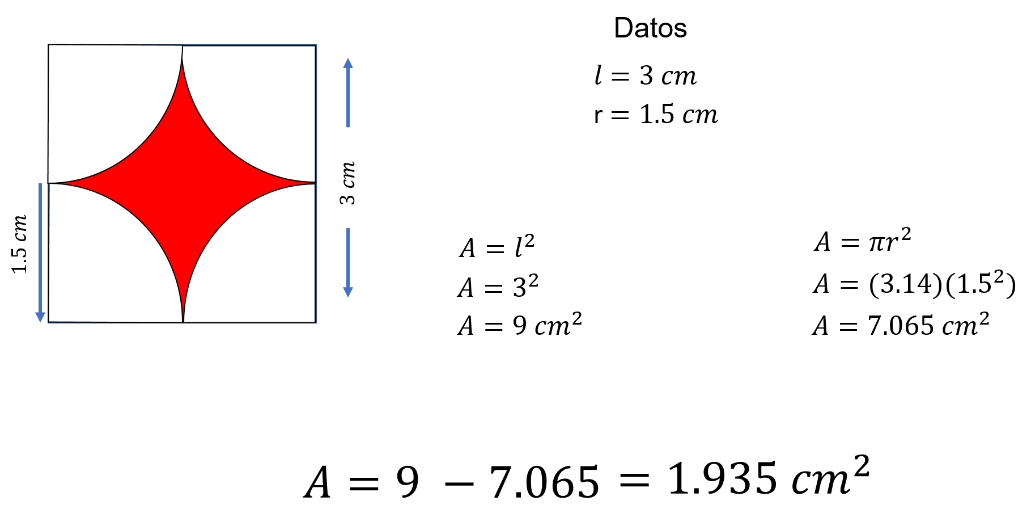 Datos
l = 3 cm
r = 1.5 cm
3 cm
1.5 cm
A = l²
A = 3²
A = 9 cm²
A = πr²
A = (3.14)(1.5²)
A = 7.065 cm²
A = 9 − 7.065 = 1.935 cm²